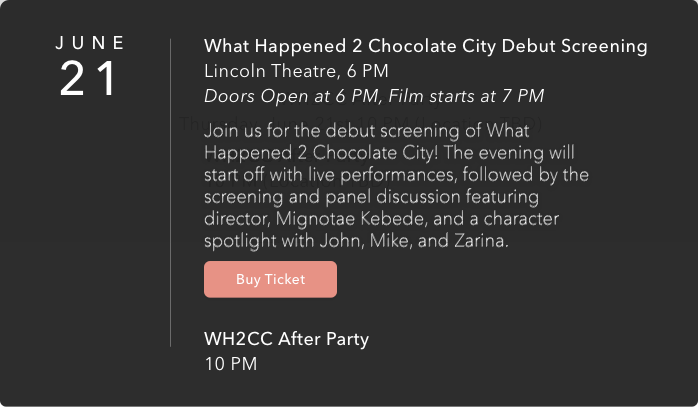 JUNE
21
What Happened 2 Chocolate City Debut Screening
Lincoln Theatre, 6 PM
Doors Open at 6 PM, Film starts at 7 PM
Join us for the debut screening of What
Happened 2 Chocolate City! The evening will
start off with live performances, followed by the
screening and panel discussion featuring
director, Mignotae Kebede, and a character
spotlight with John, Mike, and Zarina.
Buy Ticket
WH2CC After Party
10 PM